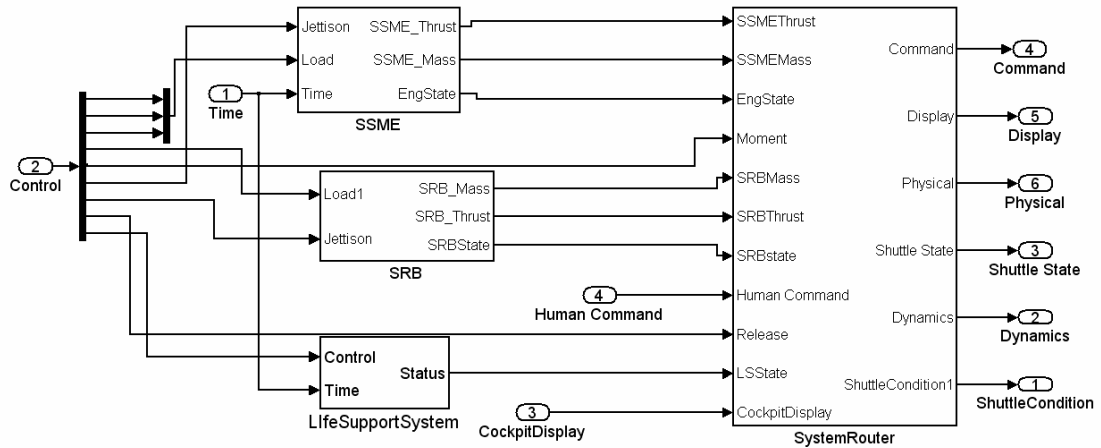 2
Control
1
Time
Jettison
Load
Time
SSME_Thrust
SSME_Mass
EngState
SSME
Load1
Jettison
SRB_Mass
SRB_Thrust
SRBState
SRB
4
Human Command
Control
Time
Status
LIfeSupportSystem
3
CockpitDisplay
SSMEThrust
SSMEMass
EngState
Moment
SRBMass
SRBThrust
SRBstate
Human Command
Release
LSState
CockpitDisplay
Command
Display
Physical
Shuttle State
Dynamics
ShuttleCondition1
SystemRouter
4
Command
5
Display
6
Physical
3
Shuttle State
2
Dynamics
1
ShuttleCondition